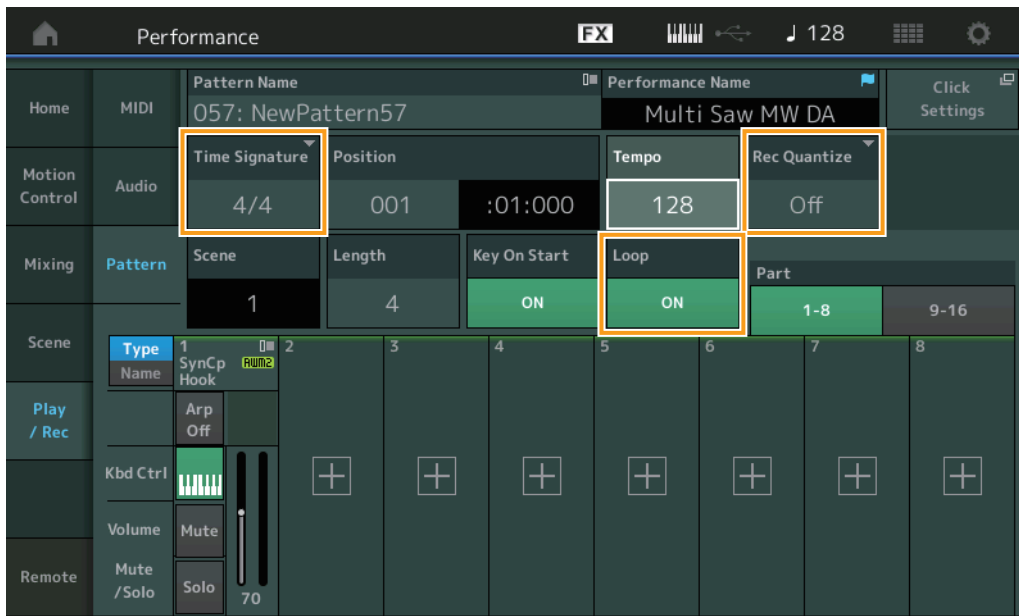 Performance
FX
♩ 128
Home
MIDI
Pattern Name
057: NewPattern57
Performance Name
Multi Saw MW DA
Click
Settings
Motion
Control
Audio
Time Signature
4/4
Position
001
:01:000
Tempo
128
Rec Quantize
Off
Mixing
Pattern
Scene
1
Length
4
Key On Start
ON
Loop
ON
Part
1-8
9-16
Scene
Type
Name
1
SynCp
Hook
AWM2
2
3
4
5
6
7
8
Play
/ Rec
Arp
Off
Kbd Ctrl
Volume
Mute
Remote
Mute
/Solo
Solo
70